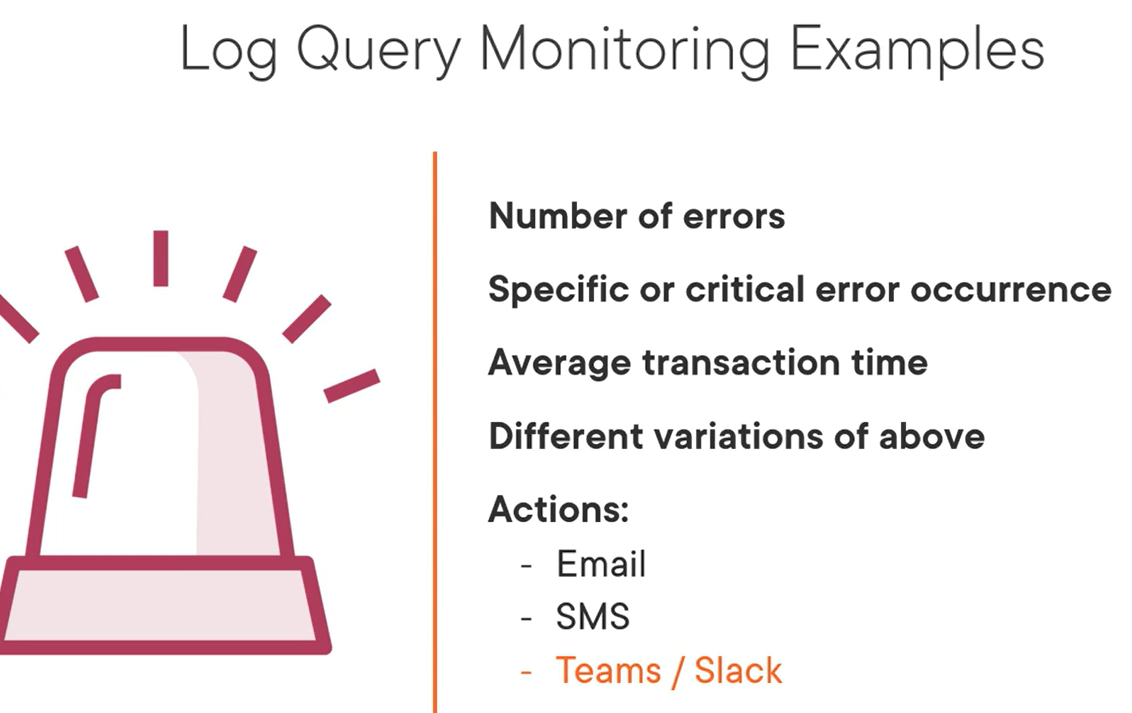 Log Query Monitoring Examples
Number of errors
Specific or critical error occurrence
Average transaction time
Different variations of above
Actions:
- Email
- SMS
- Teams / Slack